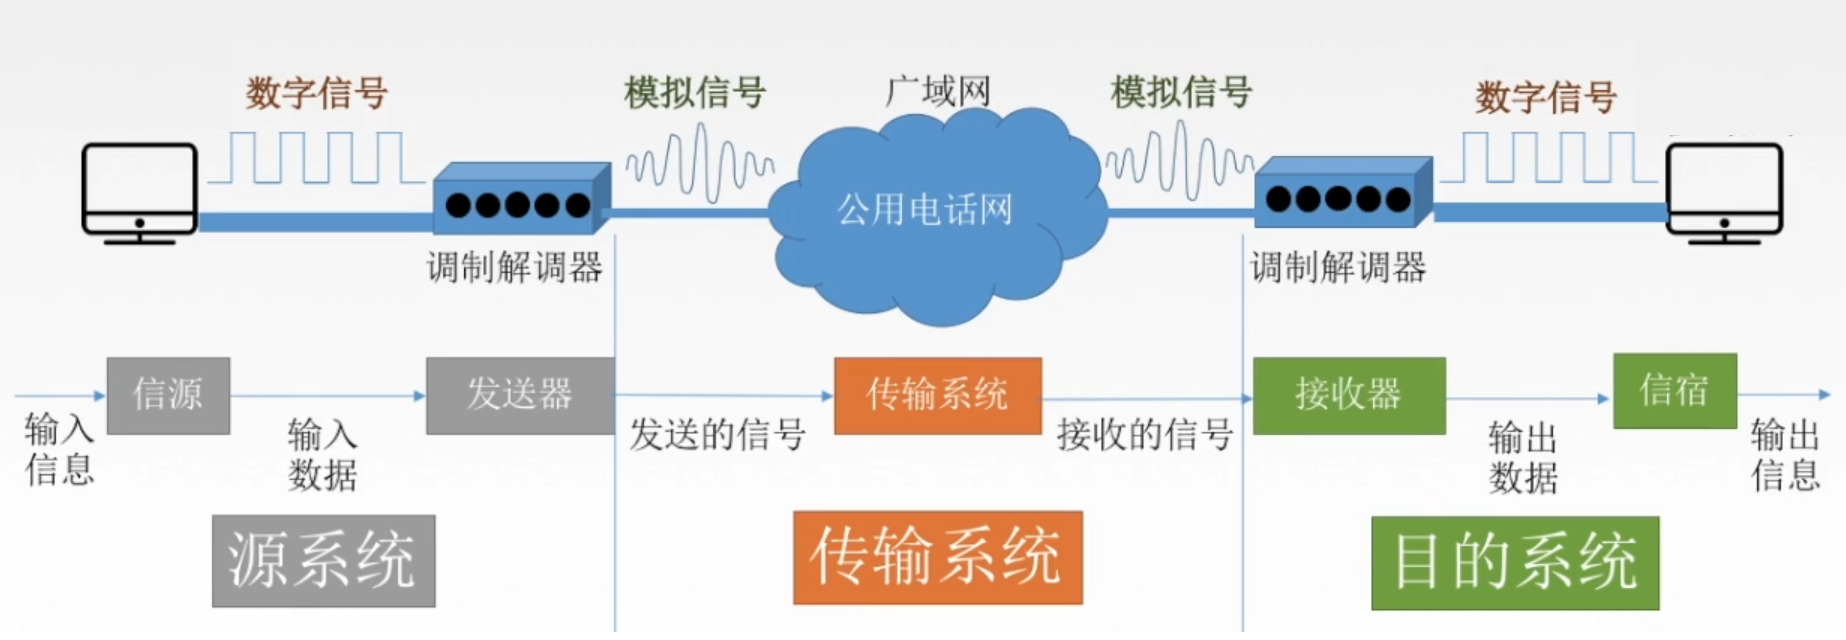 数字信号
模拟信号
广域网
模拟信号
数字信号
公用电话网
调制解调器
调制解调器
信源
发送器
传输系统
接收器
信宿
输入
信息
输入
数据
发送的信号
接收的信号
输出
数据
输出
信息
源系统
传输系统
目的系统